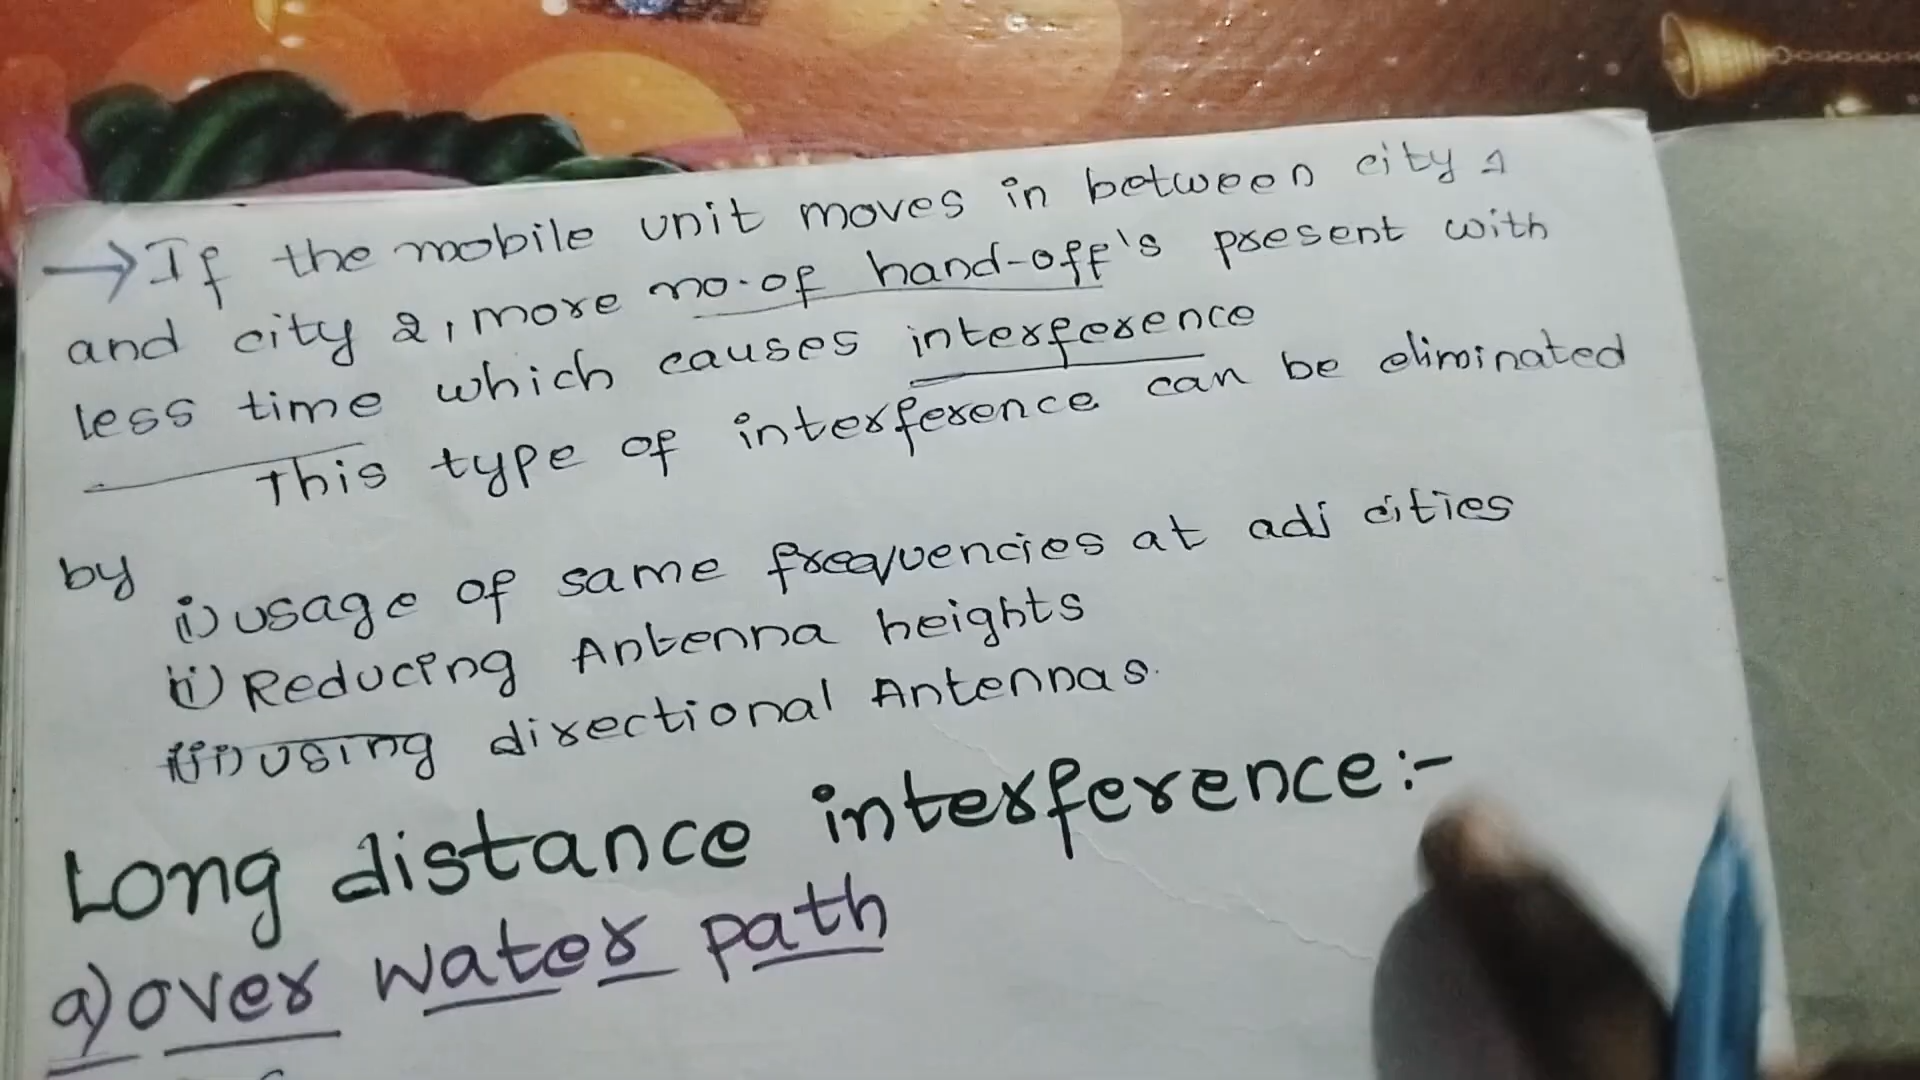 → If the mobile unit moves in between city 1
and city 2, more no. of hand-off's present with
less time which causes interference
This type of interference can be eliminated
by
i) usage of same frequencies at adj cities
ii) Reducing Antenna heights
iii) using directional Antennas.
Long distance interference:-
a) over water path